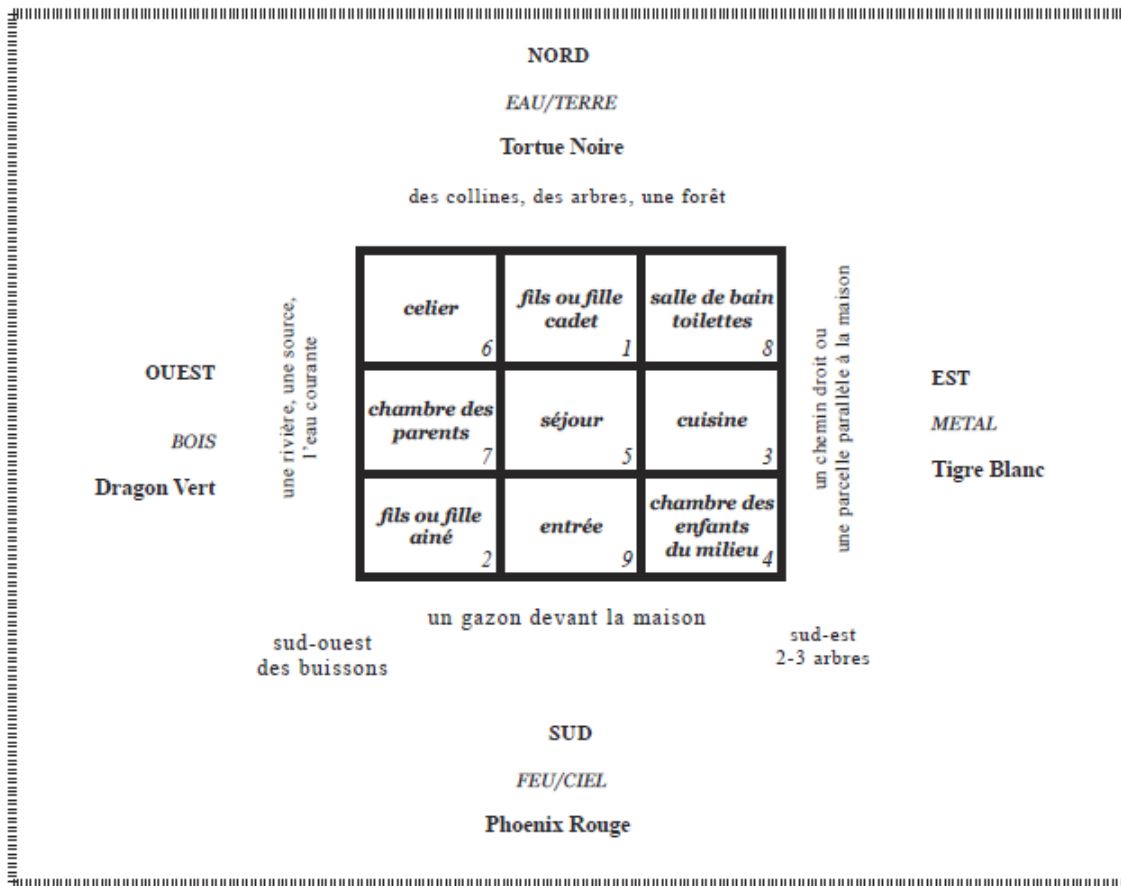 NORD
EAU/TERRE
Tortue Noire
des collines, des arbres, une forêt
OUEST
BOIS
Dragon Vert
une rivière, une source,
l'eau courante
celier
6
fils ou fille
cadet
1
salle de bain
toilettes
8
chambre des
parents
7
séjour
5
cuisine
3
fils ou fille
ainé
2
entrée
9
chambre des
enfants
du milieu
4
un chemin droit ou
une parcelle parallèle à la maison
EST
METAL
Tigre Blanc
un gazon devant la maison
sud-ouest
des buissons
sud-est
2-3 arbres
SUD
FEU/CIEL
Phoenix Rouge